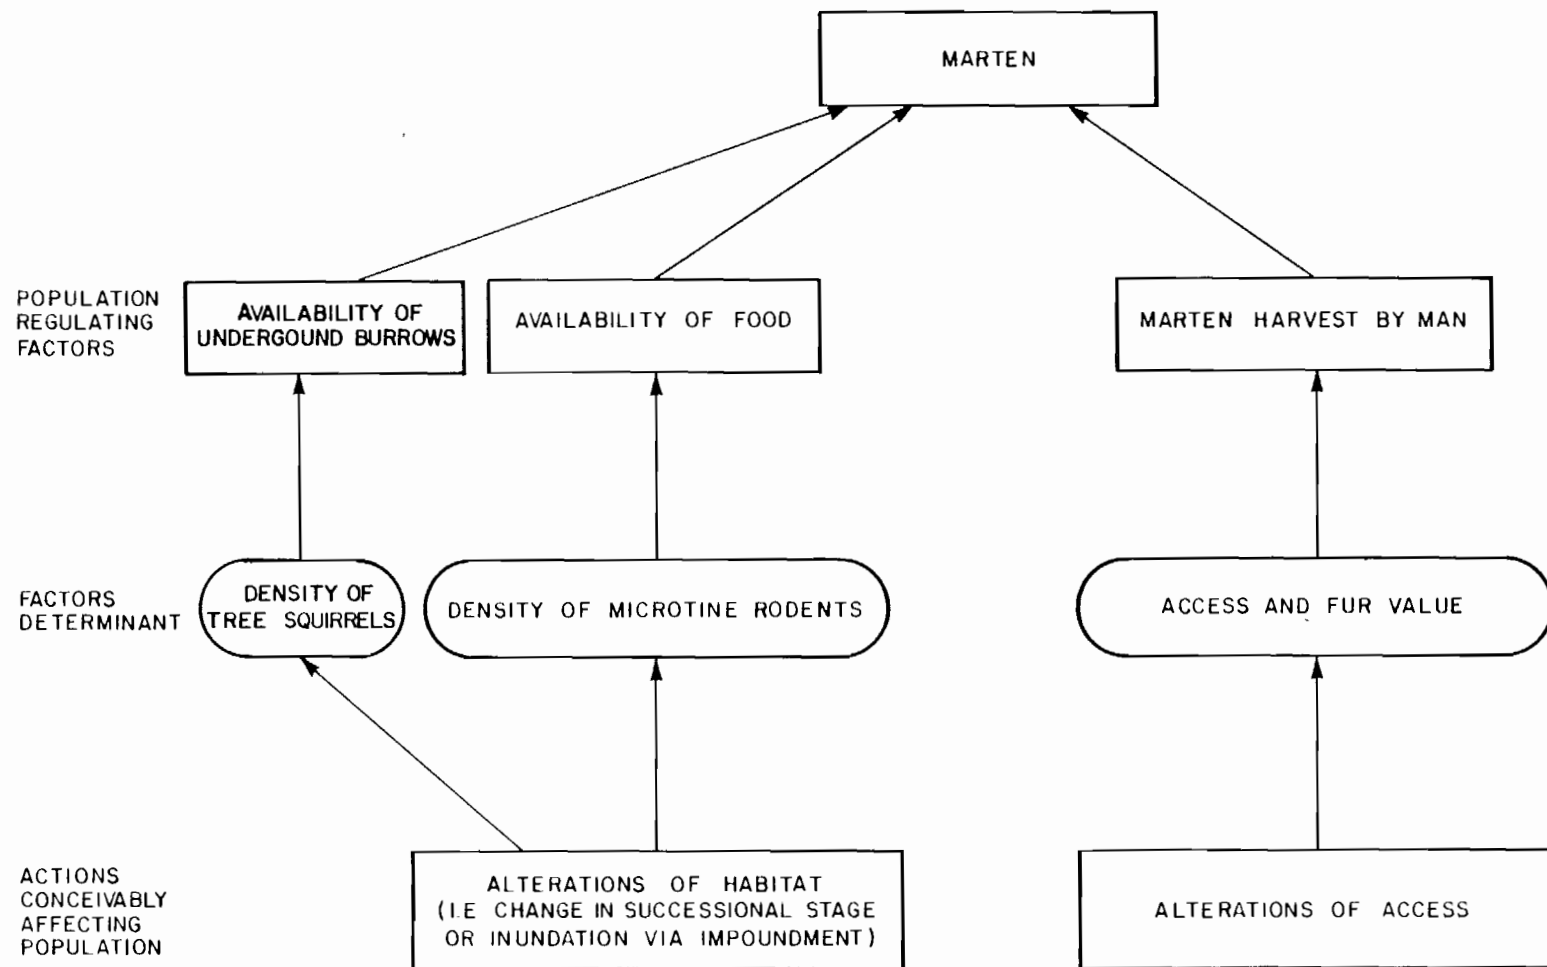 MARTEN
POPULATION
REGULATING
FACTORS
AVAILABILITY OF
UNDERGOUND BURROWS
AVAILABILITY OF FOOD
MARTEN HARVEST BY MAN
FACTORS
DETERMINANT
DENSITY OF
TREE SQUIRRELS
DENSITY OF MICROTINE RODENTS
ACCESS AND FUR VALUE
ACTIONS
CONCEIVABLY
AFFECTING
POPULATION
ALTERATIONS OF HABITAT
(I.E CHANGE IN SUCCESSIONAL STAGE
OR INUNDATION VIA IMPOUNDMENT)
ALTERATIONS OF ACCESS